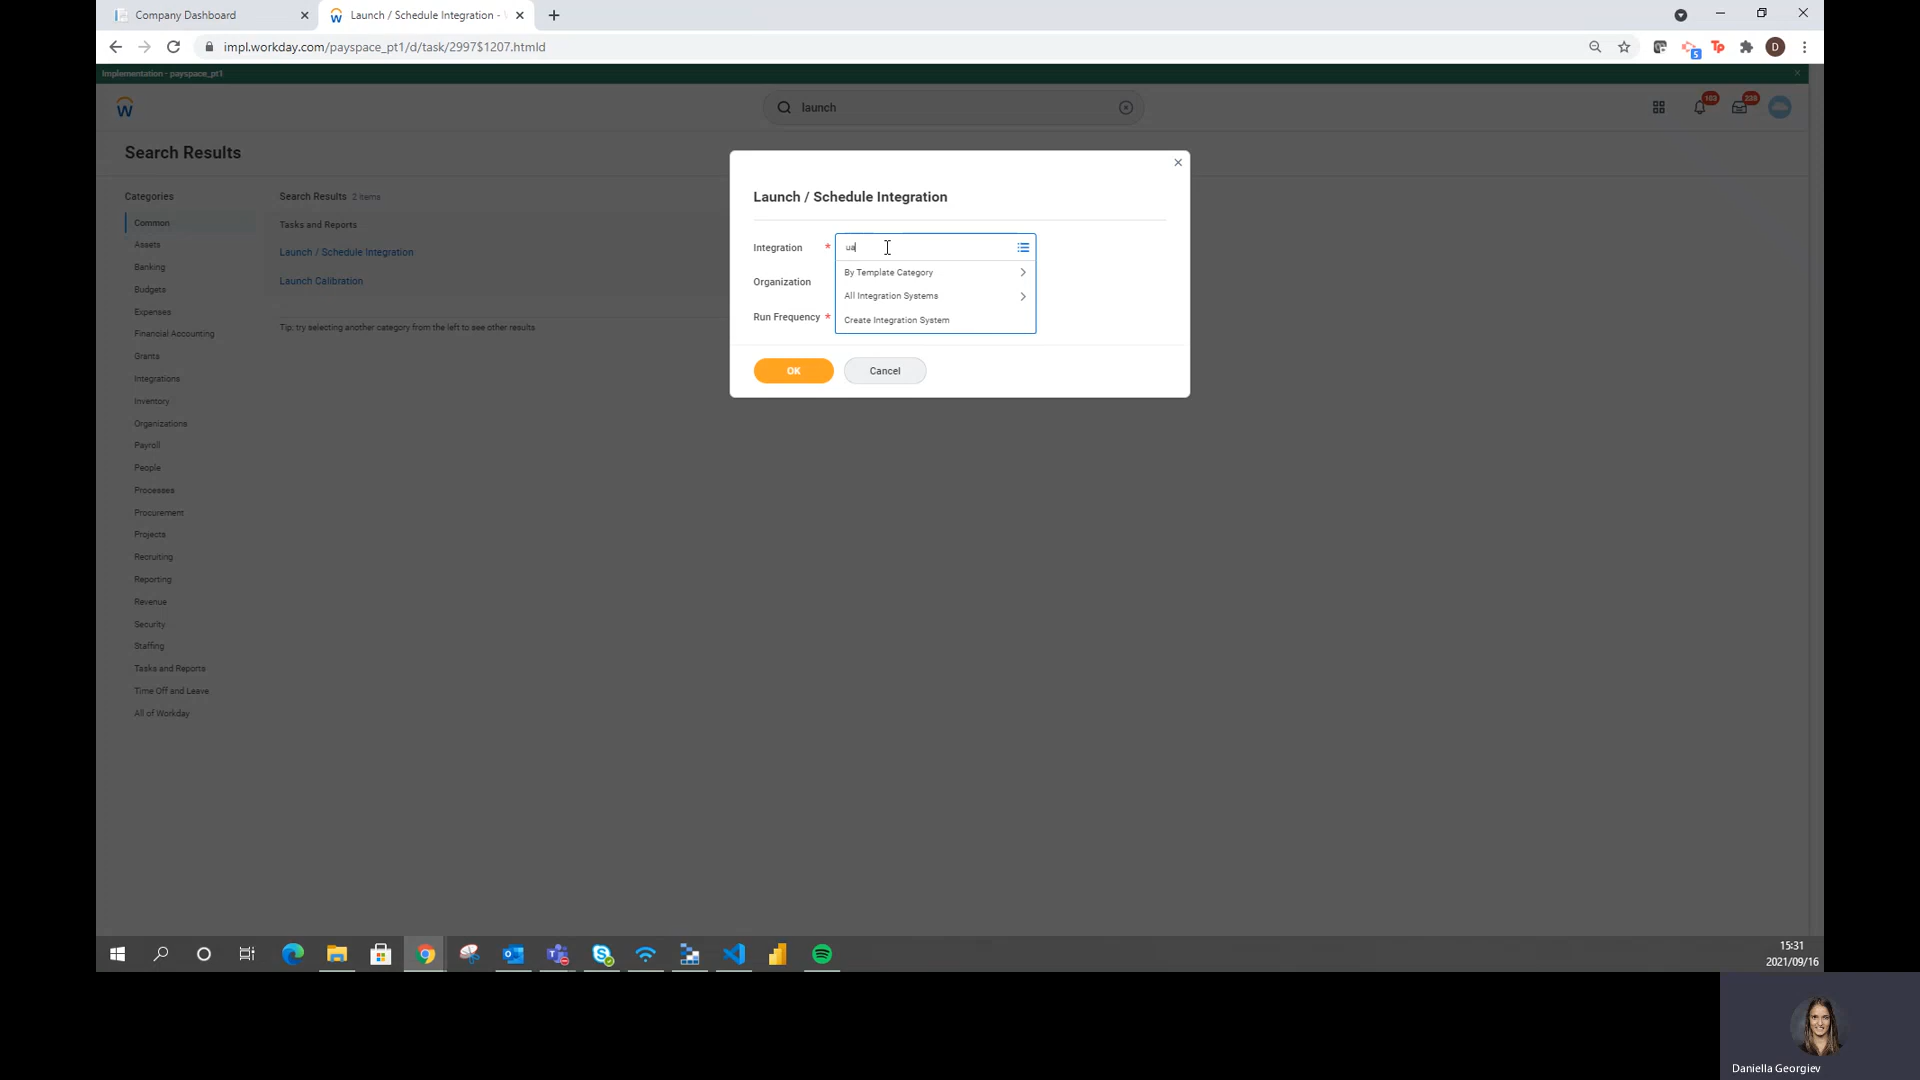 Company Dashboard
Launch / Schedule Integration -
impl.workday.com/payspace_pt1/d/task/2997$1207.htmld
5
Tp
D
Implementation - payspace_pt1
W
launch
103
238
Search Results
Categories
Common
Assets
Banking
Budgets
Expenses
Financial Accounting
Grants
Integrations
Inventory
Organizations
Payroll
People
Processes
Procurement
Projects
Recruiting
Reporting
Revenue
Security
Staffing
Tasks and Reports
Time Off and Leave
All of Workday
Search Results 2 items
Tasks and Reports
Launch / Schedule Integration
Launch Calibration
Tip: try selecting another category from the left to see other results
Launch / Schedule Integration
Integration *
ua
By Template Category
All Integration Systems
Create Integration System
Organization
Run Frequency *
OK
Cancel
15:31
2021/09/16
Daniella Georgiev